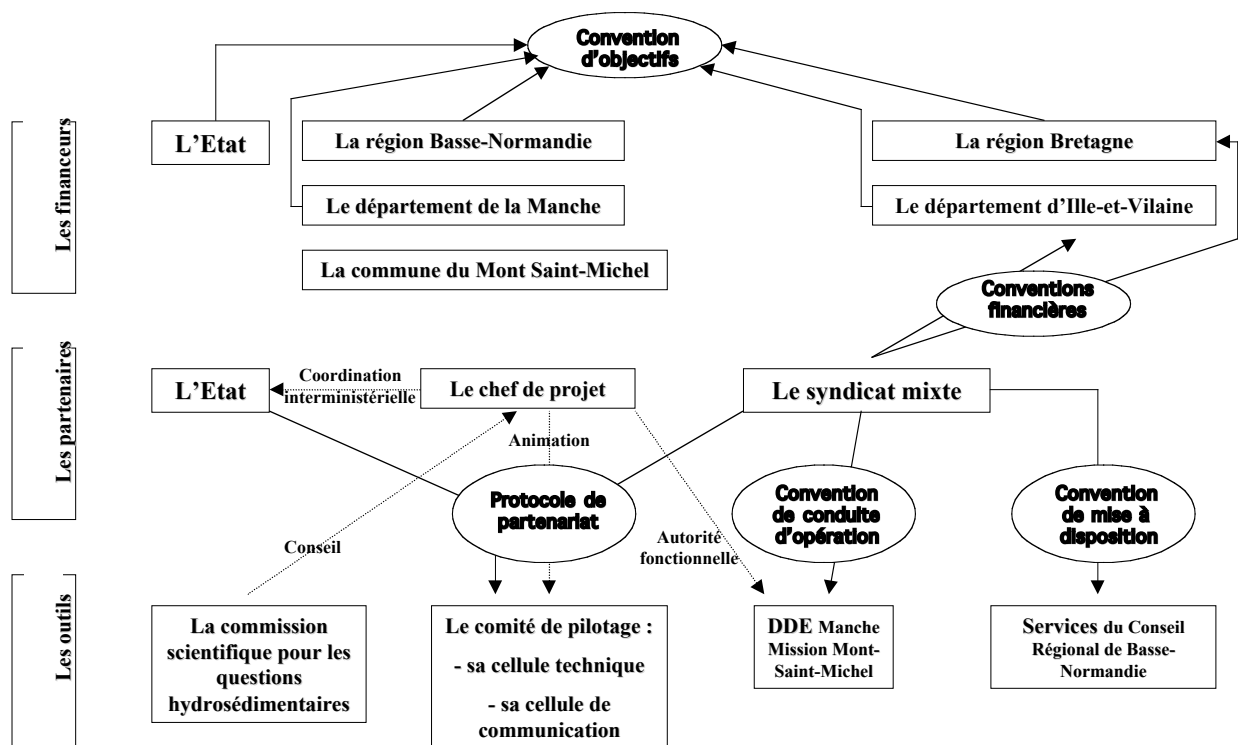 Convention
d'objectifs
Les financeurs
L'Etat
La région Basse-Normandie
La région Bretagne
Le département de la Manche
Le département d'Ille-et-Vilaine
La commune du Mont Saint-Michel
Conventions
financières
Les partenaires
L'Etat
Coordination
interministérielle
Le chef de projet
Le syndicat mixte
Animation
Protocole de
partenariat
Convention
de conduite
d'opération
Convention
de mise à
disposition
Conseil
Autorité
fonctionnelle
Les outils
La commission
scientifique pour les
questions
hydrosédimentaires
Le comité de pilotage :
- sa cellule technique
- sa cellule de
communication
DDE Manche
Mission Mont-
Saint-Michel
Services du Conseil
Régional de Basse-
Normandie